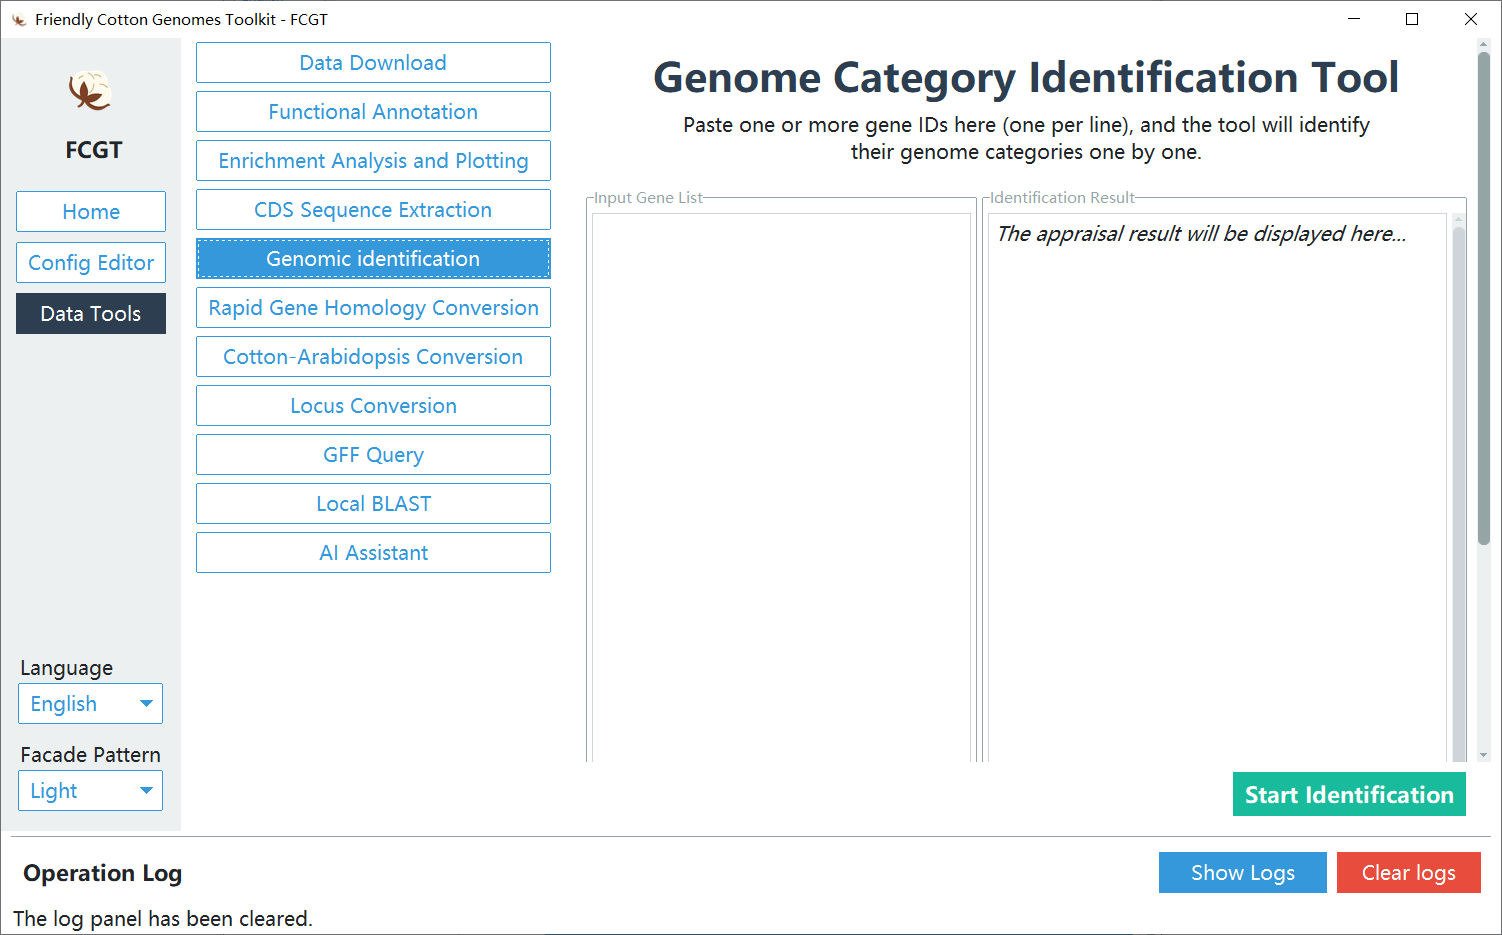 Friendly Cotton Genomes Toolkit - FCGT
FCGT
Home
Config Editor
Data Tools
Language
English
Facade Pattern
Light
Data Download
Functional Annotation
Enrichment Analysis and Plotting
CDS Sequence Extraction
Genomic identification
Rapid Gene Homology Conversion
Cotton-Arabidopsis Conversion
Locus Conversion
GFF Query
Local BLAST
AI Assistant
Genome Category Identification Tool
Paste one or more gene IDs here (one per line), and the tool will identify
their genome categories one by one.
Input Gene List
Identification Result
The appraisal result will be displayed here...
Start Identification
Operation Log
Show Logs
Clear logs
The log panel has been cleared.